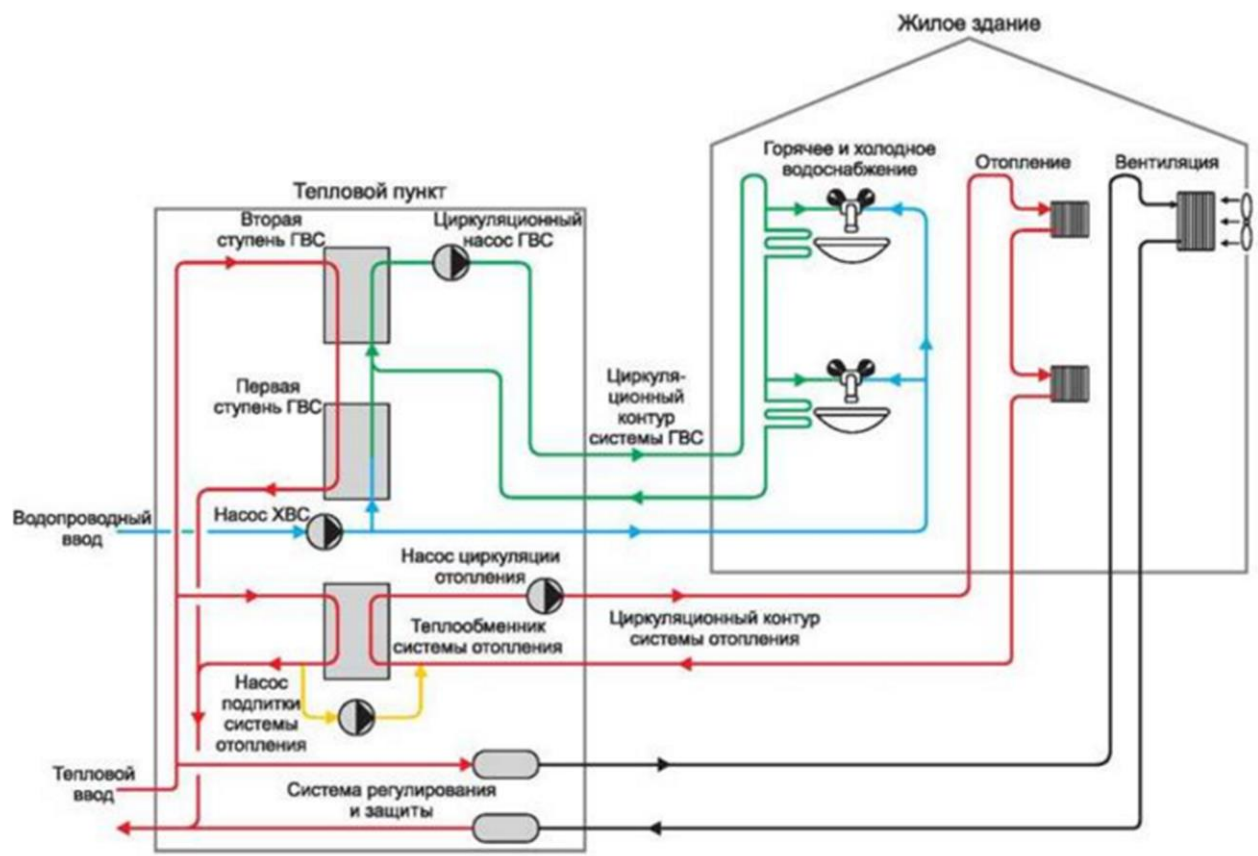 Жилое здание
Горячее и холодное
водоснабжение
Отопление
Вентиляция
Тепловой пункт
Вторая
ступень ГВС
Циркуляционный
насос ГВС
Первая
ступень ГВС
Циркуля-
ционный
контур
системы ГВС
Водопроводный
ввод
Насос ХВС
Насос циркуляции
отопления
Теплообменник
системы отопления
Циркуляционный контур
системы отопления
Насос
подпитки
системы
отопления
Тепловой
ввод
Система регулирования
и защиты